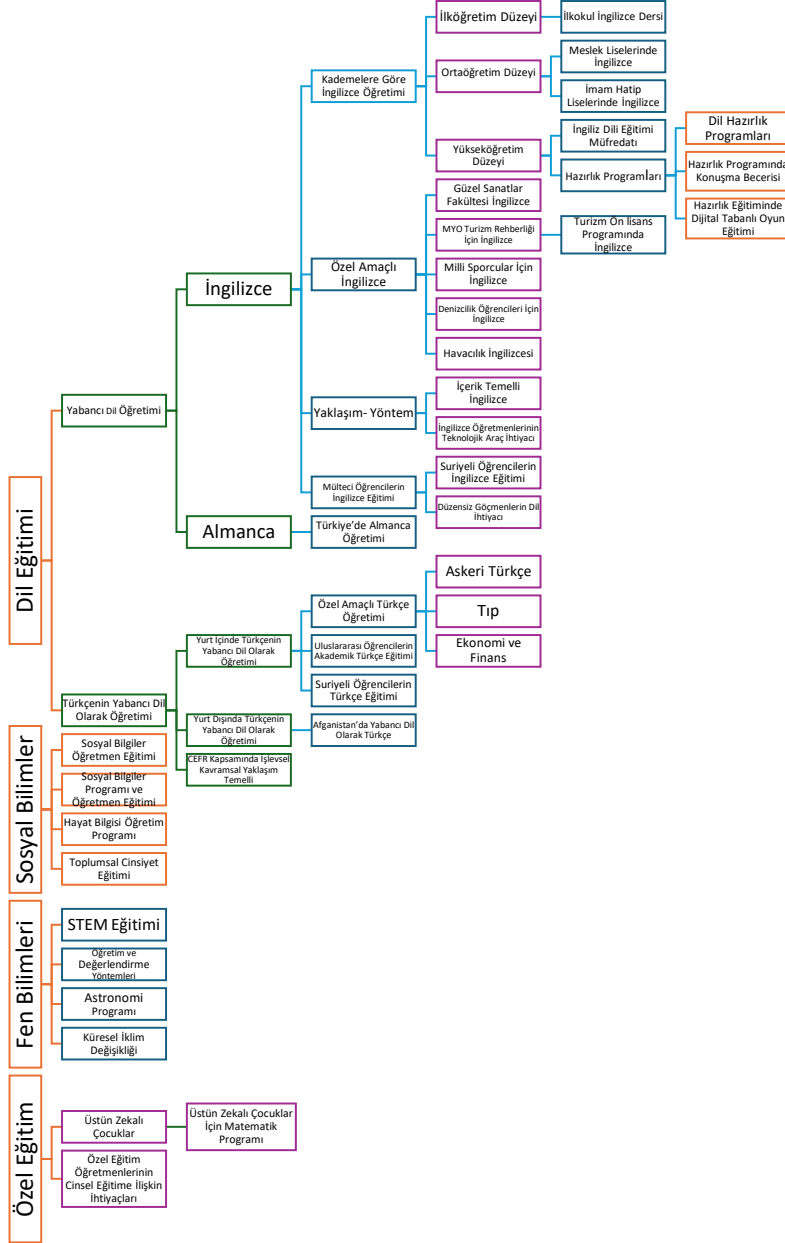 Dil Eğitimi
Yabancı Dil Öğretimi
İngilizce
Kademelere Göre
İngilizce Öğretimi
İlköğretim Düzeyi
İlkokul İngilizce Dersi
Ortaöğretim Düzeyi
Meslek Liselerinde
İngilizce
İmam Hatip
Liselerinde İngilizce
Yükseköğretim
Düzeyi
İngiliz Dili Eğitimi
Müfredatı
Hazırlık Programları
Dil Hazırlık
Programları
Hazırlık Programında
Konuşma Becerisi
Hazırlık Eğitiminde
Dijital Tabanlı Oyun
Eğitimi
Özel Amaçlı
İngilizce
Güzel Sanatlar
Fakültesi İngilizce
MYO Turizm Rehberliği
İçin İngilizce
Turizm Ön lisans
Programında
İngilizce
Milli Sporcular İçin
İngilizce
Denizcilik Öğrencileri İçin
İngilizce
Havacılık İngilizcesi
Yaklaşım- Yöntem
İçerik Temelli
İngilizce
İngilizce Öğretmenlerinin
Teknolojik Araç İhtiyacı
Mülteci Öğrencilerin
İngilizce Eğitimi
Suriyeli Öğrencilerin
İngilizce Eğitimi
Düzensiz Göçmenlerin Dil
İhtiyacı
Almanca
Türkiye’de Almanca
Öğretimi
Türkçenin Yabancı Dil
Olarak Öğretimi
Yurt İçinde Türkçenin
Yabancı Dil Olarak
Öğretimi
Özel Amaçlı Türkçe
Öğretimi
Askeri Türkçe
Tıp
Ekonomi ve
Finans
Uluslararası Öğrencilerin
Akademik Türkçe Eğitimi
Suriyeli Öğrencilerin
Türkçe Eğitimi
Yurt Dışında Türkçenin
Yabancı Dil Olarak
Öğretimi
Afganistan’da Yabancı Dil
Olarak Türkçe
CEFR Kapsamında İşlevsel
Kavramsal Yaklaşım
Temelli
Sosyal Bilimler
Sosyal Bilgiler
Öğretmen Eğitimi
Sosyal Bilgiler
Programı ve
Öğretmen Eğitimi
Hayat Bilgisi Öğretim
Programı
Toplumsal Cinsiyet
Eğitimi
Fen Bilimleri
STEM Eğitimi
Öğretim ve
Değerlendirme
Yöntemleri
Astronomi
Programı
Küresel İklim
Değişikliği
Özel Eğitim
Üstün Zekalı
Çocuklar
Üstün Zekalı Çocuklar
İçin Matematik
Programı
Özel Eğitim
Öğretmenlerinin
Cinsel Eğitime İlişkin
İhtiyaçları